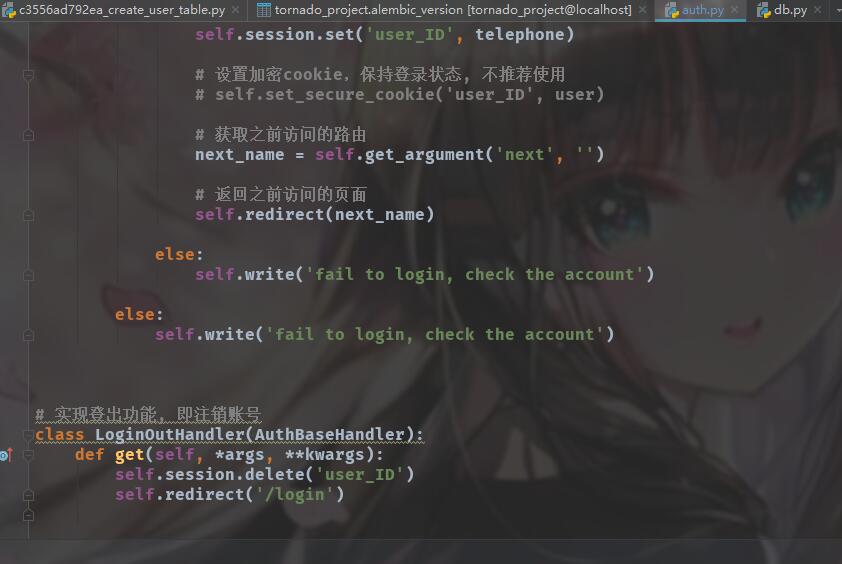 c3556ad792ea_create_user_table.py
tornado_project.alembic_version [tornado_project@localhost]
auth.py
db.py
self.session.set('user_ID', telephone)
# 设置加密cookie，保持登录状态，不推荐使用
# self.set_secure_cookie('user_ID', user)
# 获取之前访问的路由
next_name = self.get_argument('next', '')
# 返回之前访问的页面
self.redirect(next_name)
else:
self.write('fail to login, check the account')
else:
self.write('fail to login, check the account')
# 实现登出功能，即注销账号
class LoginOutHandler(AuthBaseHandler):
def get(self, *args, **kwargs):
self.session.delete('user_ID')
self.redirect('/login')